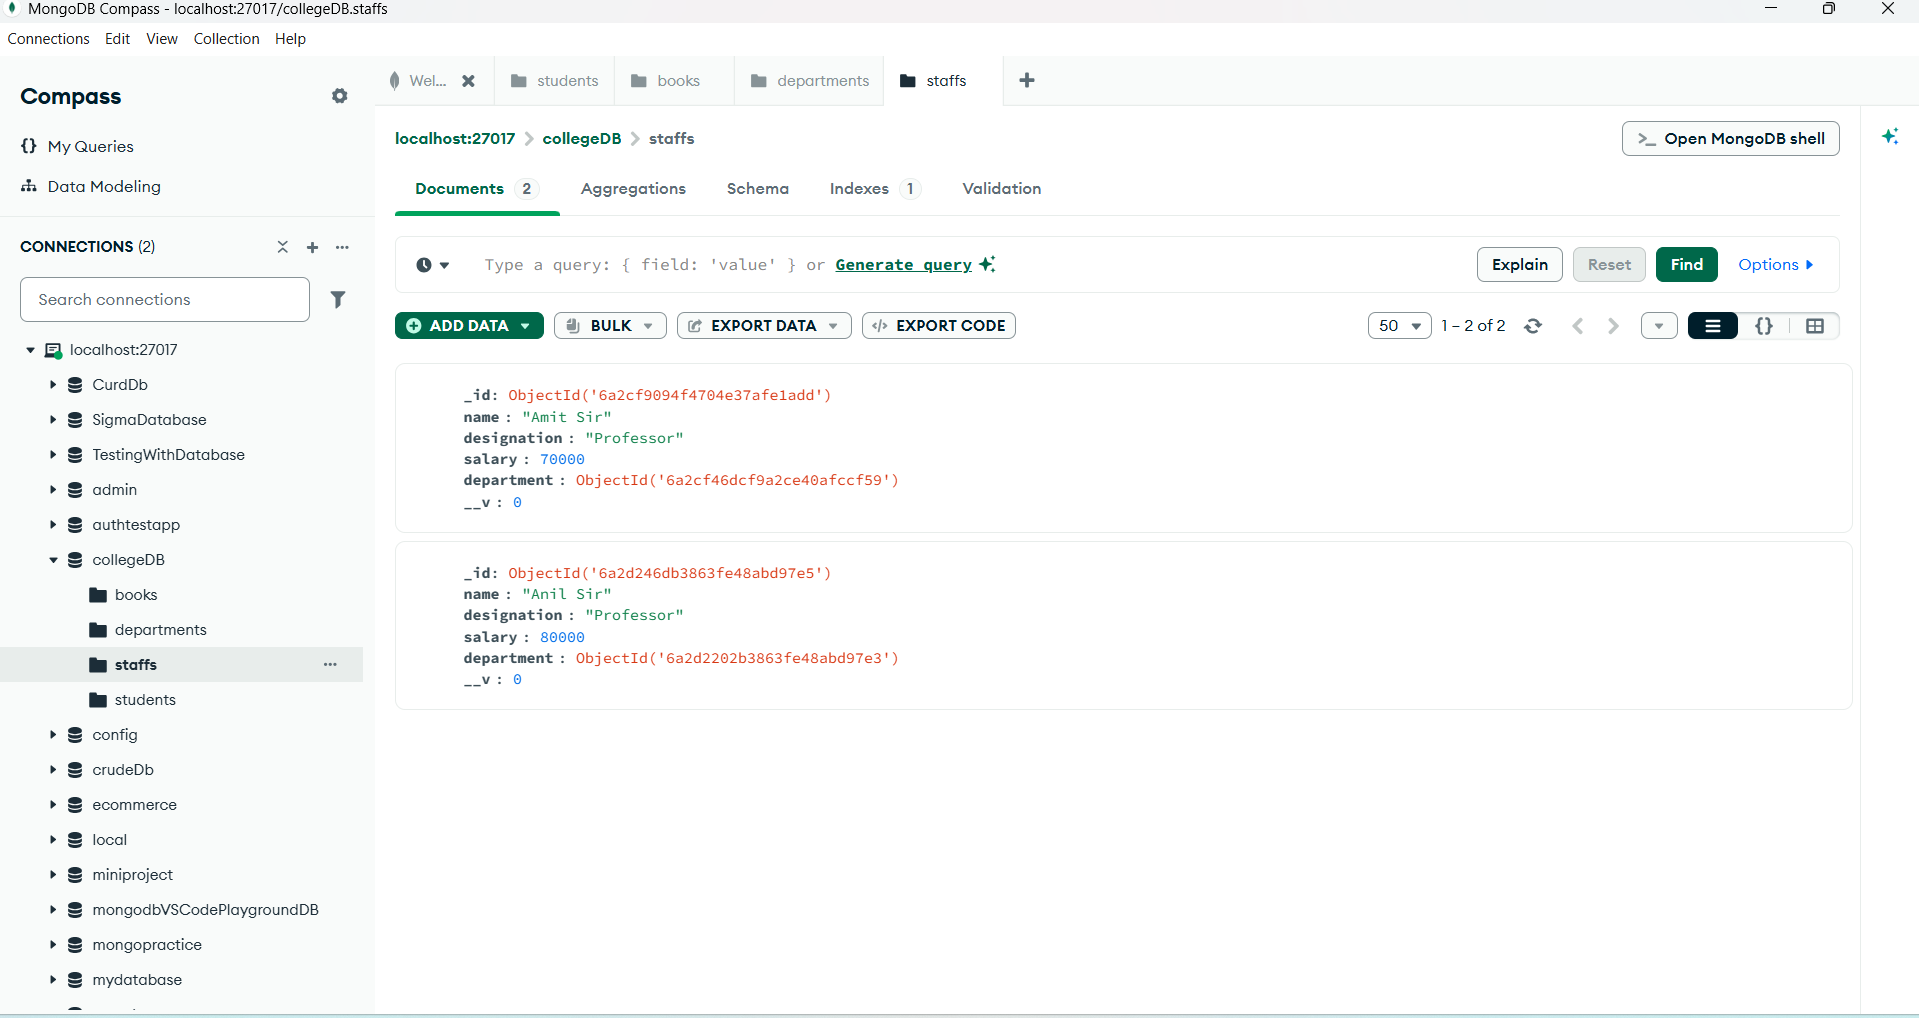 MongoDB Compass - localhost:27017/collegeDB.staffs
Connections Edit View Collection Help
Compass
My Queries
Data Modeling
CONNECTIONS (2)
Search connections
localhost:27017
CurdDb
SigmaDatabase
TestingWithDatabase
admin
authtestapp
collegeDB
books
departments
staffs
students
config
crudeDb
ecommerce
local
miniproject
mongodbVSCodePlaygroundDB
mongopractice
mydatabase
Wel... students books departments staffs
localhost:27017 collegeDB staffs
Open MongoDB shell
Documents 2 Aggregations Schema Indexes 1 Validation
Type a query: { field: 'value' } or Generate query
Explain Reset Find Options
ADD DATA BULK EXPORT DATA EXPORT CODE
50 1 – 2 of 2
_id: ObjectId('6a2cf9094f4704e37afe1add')
name : "Amit Sir"
designation : "Professor"
salary : 70000
department : ObjectId('6a2cf46dcf9a2ce40afccf59')
__v : 0
_id: ObjectId('6a2d246db3863fe48abd97e5')
name : "Anil Sir"
designation : "Professor"
salary : 80000
department : ObjectId('6a2d2202b3863fe48abd97e3')
__v : 0